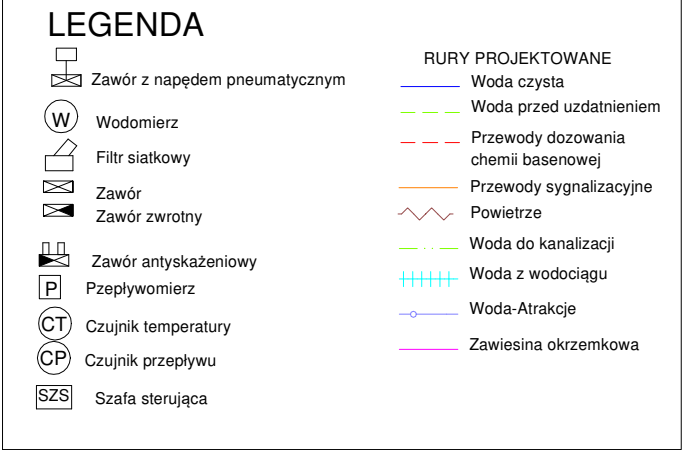 LEGENDA
Zawór z napędem pneumatycznym
W Wodomierz
Filtr siatkowy
Zawór
Zawór zwrotny
Zawór antyskażeniowy
P Pzepływomierz
CT Czujnik temperatury
CP Czujnik przepływu
SZS Szafa sterująca
RURY PROJEKTOWANE
Woda czysta
Woda przed uzdatnieniem
Przewody dozowania
chemii basenowej
Przewody sygnalizacyjne
Powietrze
Woda do kanalizacji
Woda z wodociągu
Woda-Atrakcje
Zawiesina okrzemkowa